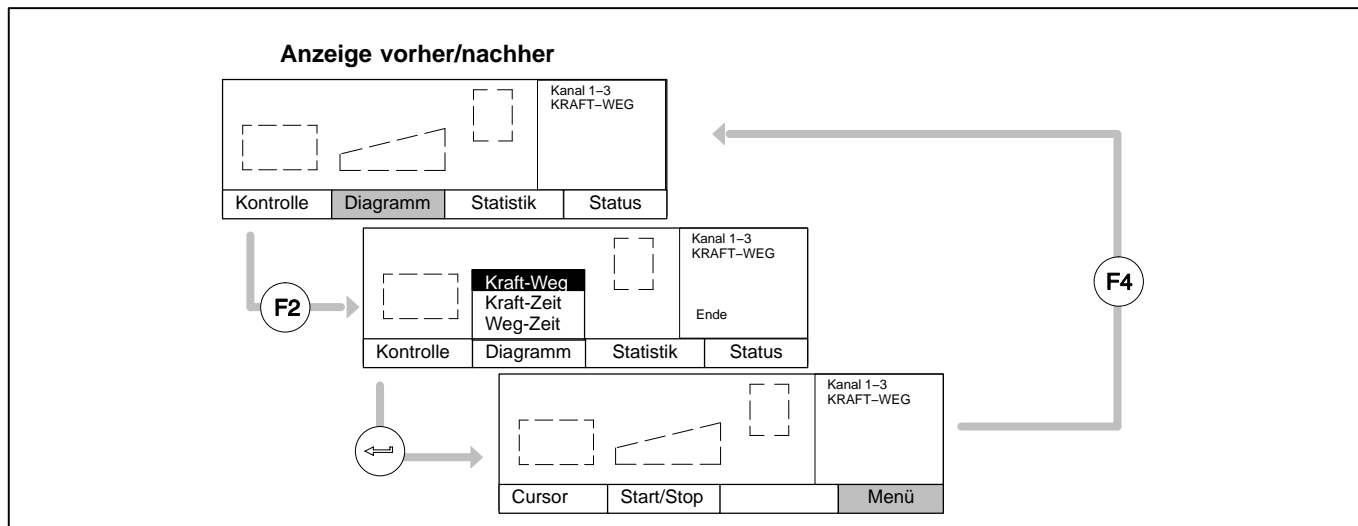 Anzeige vorher/nachher
Kanal 1–3
KRAFT–WEG
Kontrolle Diagramm Statistik Status
F2
Kanal 1–3
KRAFT–WEG
Kraft-Weg
Kraft-Zeit
Weg-Zeit
Ende
Kontrolle Diagramm Statistik Status
F4
Kanal 1–3
KRAFT–WEG
Cursor Start/Stop Menü